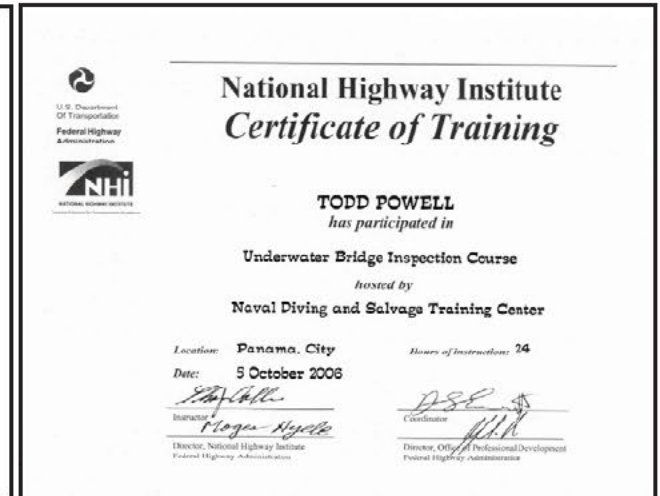 National Highway Institute
Certificate of Training
U.S. Department
Of Transportation
Federal Highway
Administration
NHI
NATIONAL HIGHWAY INSTITUTE
TODD POWELL
has participated in
Underwater Bridge Inspection Course
hosted by
Naval Diving and Salvage Training Center
Location: Panama, City
Hours of instruction: 24
Date: 5 October 2006
Instructor
Coordinator
Director, National Highway Institute
Federal Highway Administration
Director, Office of Professional Development
Federal Highway Administration